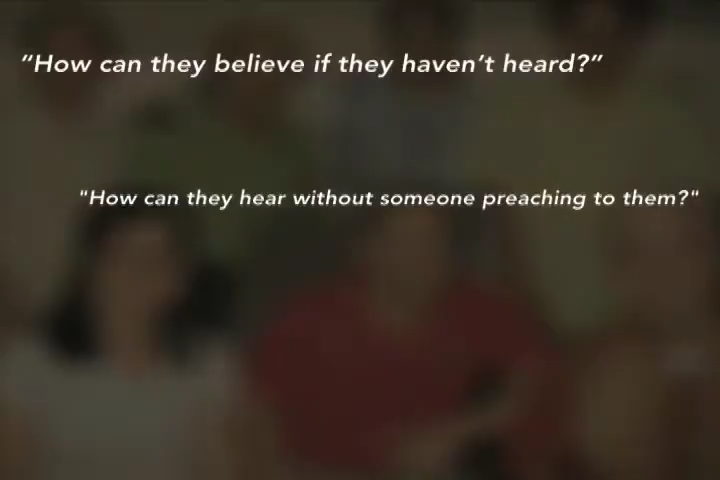 “How can they believe if they haven’t heard?”
"How can they hear without someone preaching to them?"